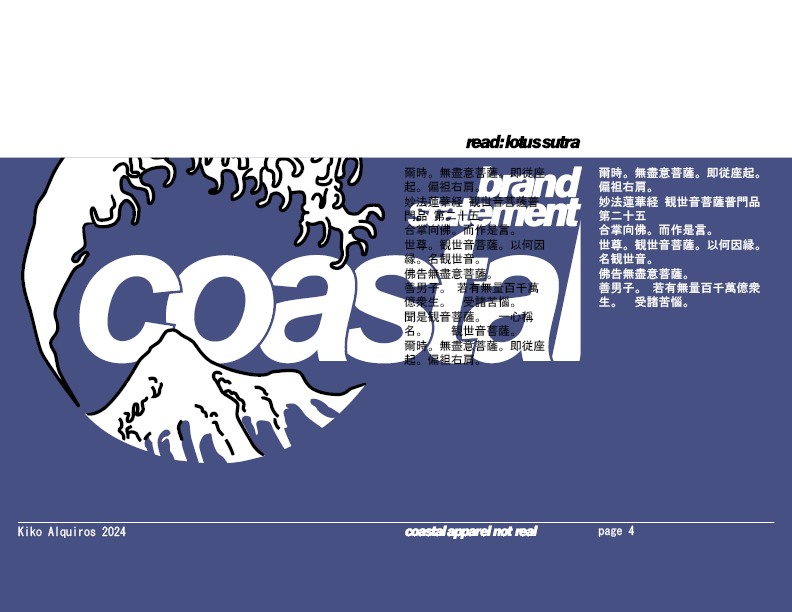 read: lotus sutra
brand
statement
coastal
爾時。無盡意菩薩。即従座
起。偏袒右肩。
妙法蓮華経 観世音菩薩普
門品 第二十五
合掌向佛。而作是言。
世尊。観世音菩薩。以何因
縁。名観世音。
佛告無盡意菩薩。
善男子。 若有無量百千萬
億衆生。 受諸苦惱。
聞是観音菩薩。 一心稱
名。 観世音菩薩。
爾時。無盡意菩薩。即従座
起。偏袒右肩。
爾時。無盡意菩薩。即従座起。
偏袒右肩。
妙法蓮華経 観世音菩薩普門品
第二十五
合掌向佛。而作是言。
世尊。観世音菩薩。以何因縁。
名観世音。
佛告無盡意菩薩。
善男子。 若有無量百千萬億衆
生。 受諸苦惱。
Kiko Alquiros 2024
coastal apparel not real
page 4